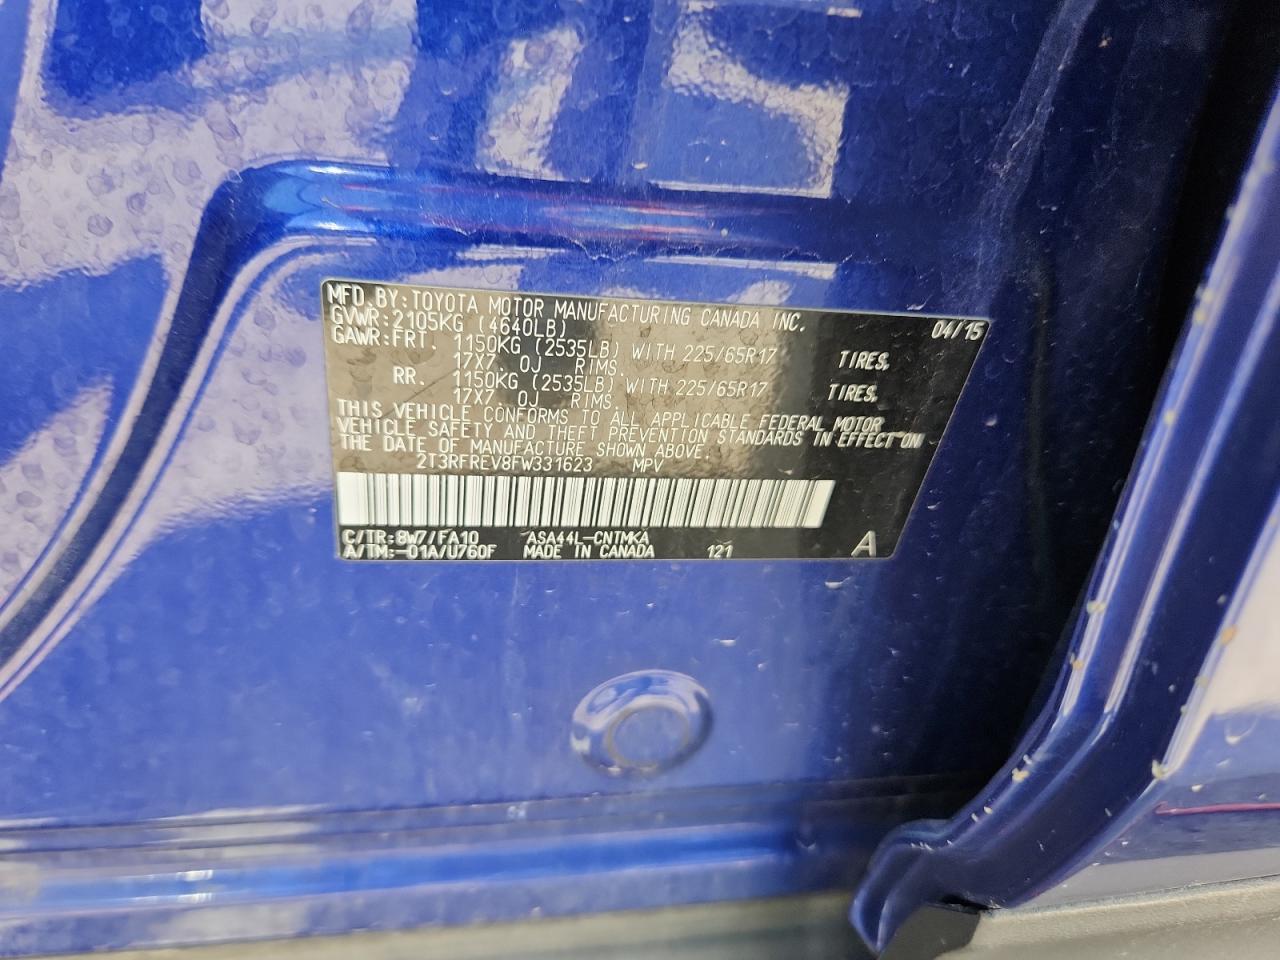 MFD.BY:TOYOTA MOTOR MANUFACTURING CANADA INC. 04/15
GVWR:2105KG (4640LB)
GAWR:FRT. 1150KG (2535LB) WITH 225/65R17 TIRES,
17X7. OJ RIMS.
RR. 1150KG (2535LB) WITH 225/65R17 TIRES,
17X7 OJ RIMS.
THIS VEHICLE CONFORMS TO ALL APPLICABLE FEDERAL MOTOR
VEHICLE SAFETY AND THEFT PREVENTION STANDARDS IN EFFECT ON
THE DATE OF MANUFACTURE SHOWN ABOVE.
2T3RFREV8FW331623 MPV
C/TR:8W7/FA10 ASA44L-CNTMKA
A/TM:-01A/U760F MADE IN CANADA 121 A